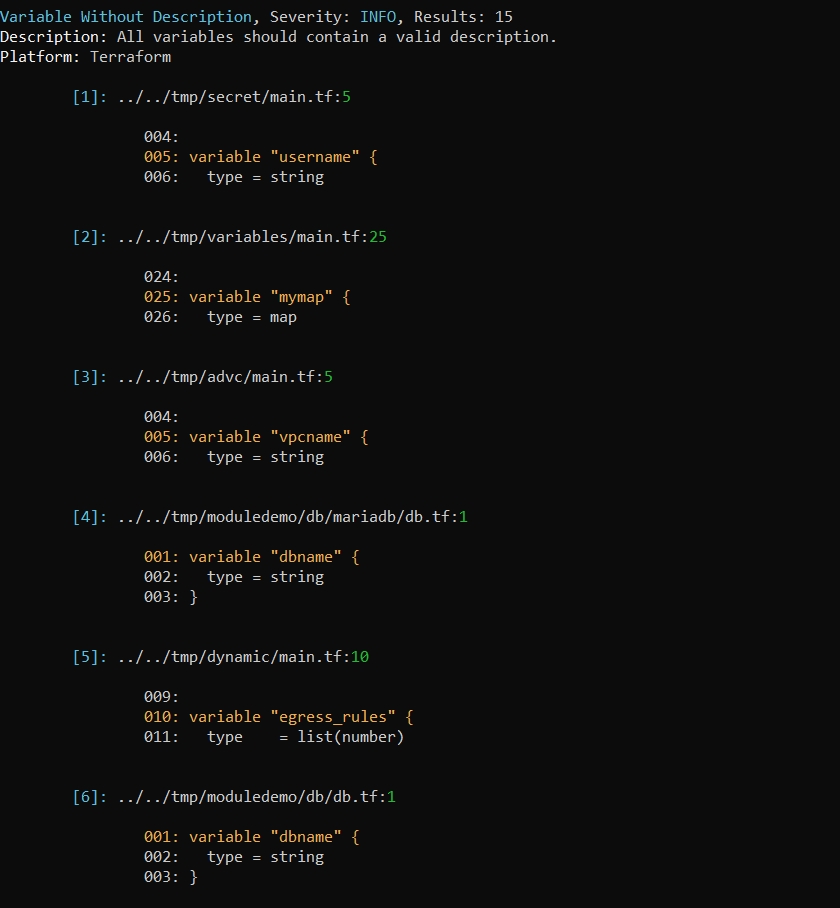 Variable Without Description, Severity: INFO, Results: 15
Description: All variables should contain a valid description.
Platform: Terraform
[1]: ../../tmp/secret/main.tf:5
004:
005: variable "username" {
006:   type = string
[2]: ../../tmp/variables/main.tf:25
024:
025: variable "mymap" {
026:   type = map
[3]: ../../tmp/advc/main.tf:5
004:
005: variable "vpcname" {
006:   type = string
[4]: ../../tmp/moduledemo/db/mariadb/db.tf:1
001: variable "dbname" {
002:   type = string
003: }
[5]: ../../tmp/dynamic/main.tf:10
009:
010: variable "egress_rules" {
011:   type    = list(number)
[6]: ../../tmp/moduledemo/db/db.tf:1
001: variable "dbname" {
002:   type = string
003: }